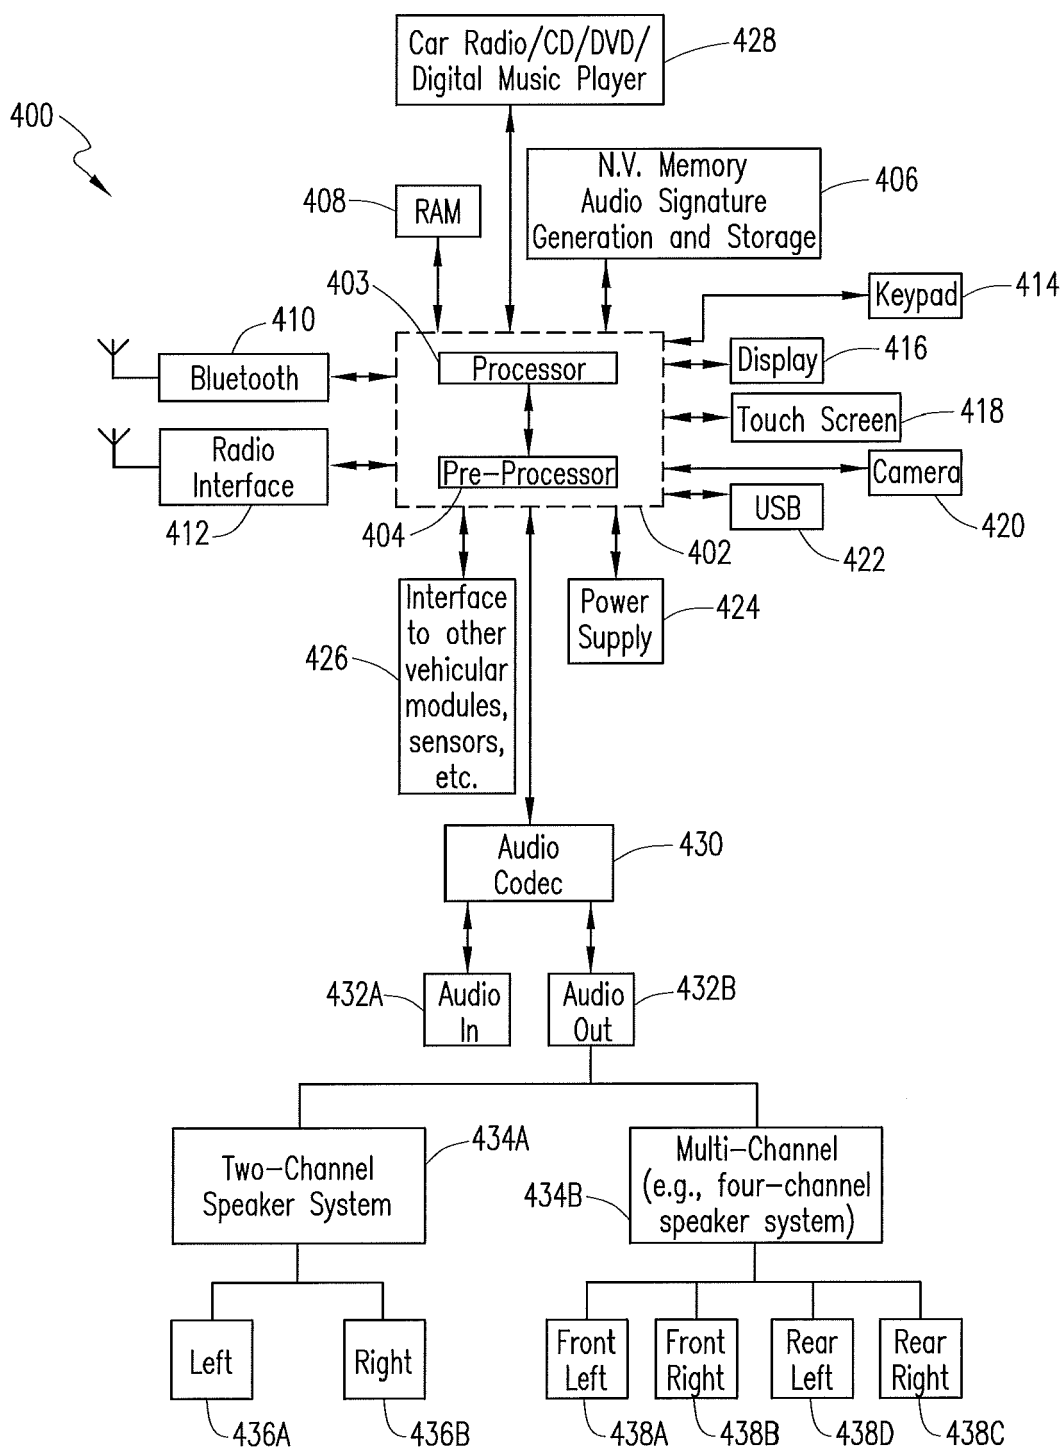 Car Radio/CD/DVD/
Digital Music Player
428
400
N.V. Memory
Audio Signature
Generation and Storage
406
408
RAM
403
410
Keypad
414
Bluetooth
Processor
Display
416
Radio
Interface
Touch Screen
418
Pre-Processor
Camera
412
404
402
USB
420
422
Interface
to other
vehicular
modules,
sensors,
etc.
426
Power
Supply
424
Audio
Codec
430
432A
Audio
In
Audio
Out
432B
Two-Channel
Speaker System
434A
Multi-Channel
(e.g., four-channel
speaker system)
434B
Left
Right
Front
Left
Front
Right
Rear
Left
Rear
Right
436A
436B
438A
438B
438D
438C